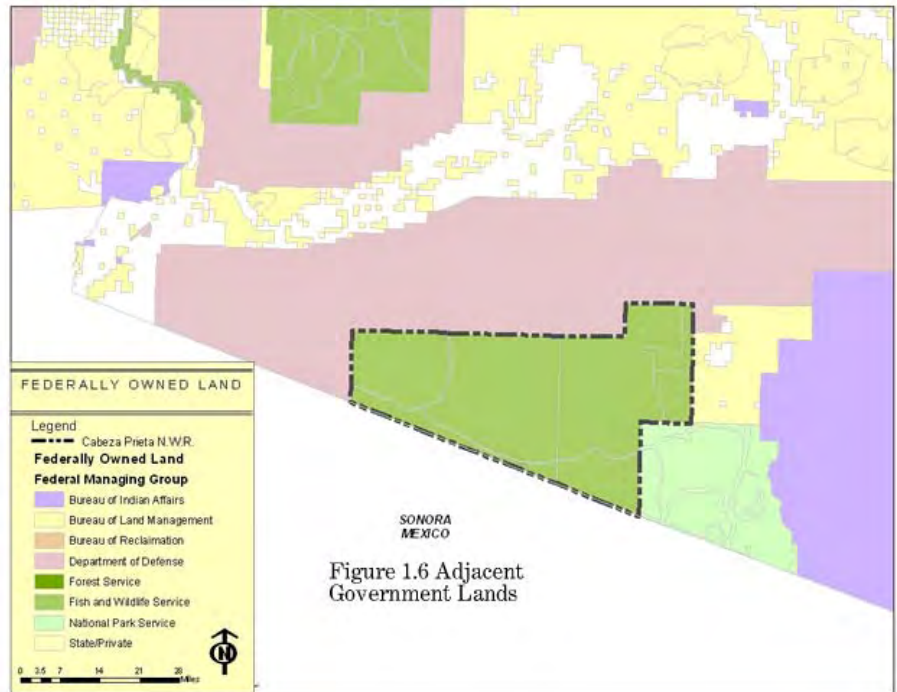 FEDERALLY OWNED LAND
Legend
Cabeza Prieta N.W.R.
Federally Owned Land
Federal Managing Group
Bureau of Indian Affairs
Bureau of Land Management
Bureau of Reclamation
Department of Defense
Forest Service
Fish and Wildlife Service
National Park Service
State/Private
N
0 3.5 7 14 21 28
Miles
SONORA
MEXICO
Figure 1.6 Adjacent
Government Lands